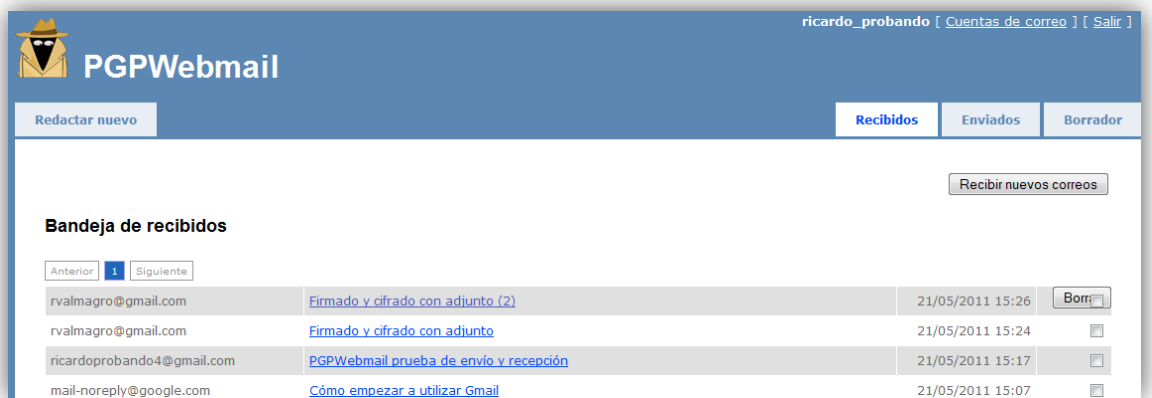 ricardo_probando [ Cuentas de correo ] [ Salir ]
PGPWebmail
Redactar nuevo Recibidos Enviados Borrador
Recibir nuevos correos
Bandeja de recibidos
Anterior 1 Siguiente
rvalmagro@gmail.com Firmado y cifrado con adjunto (2) 21/05/2011 15:26
rvalmagro@gmail.com Firmado y cifrado con adjunto 21/05/2011 15:24
ricardoprobando4@gmail.com PGPWebmail prueba de envío y recepción 21/05/2011 15:17
mail-noreply@google.com Cómo empezar a utilizar Gmail 21/05/2011 15:07